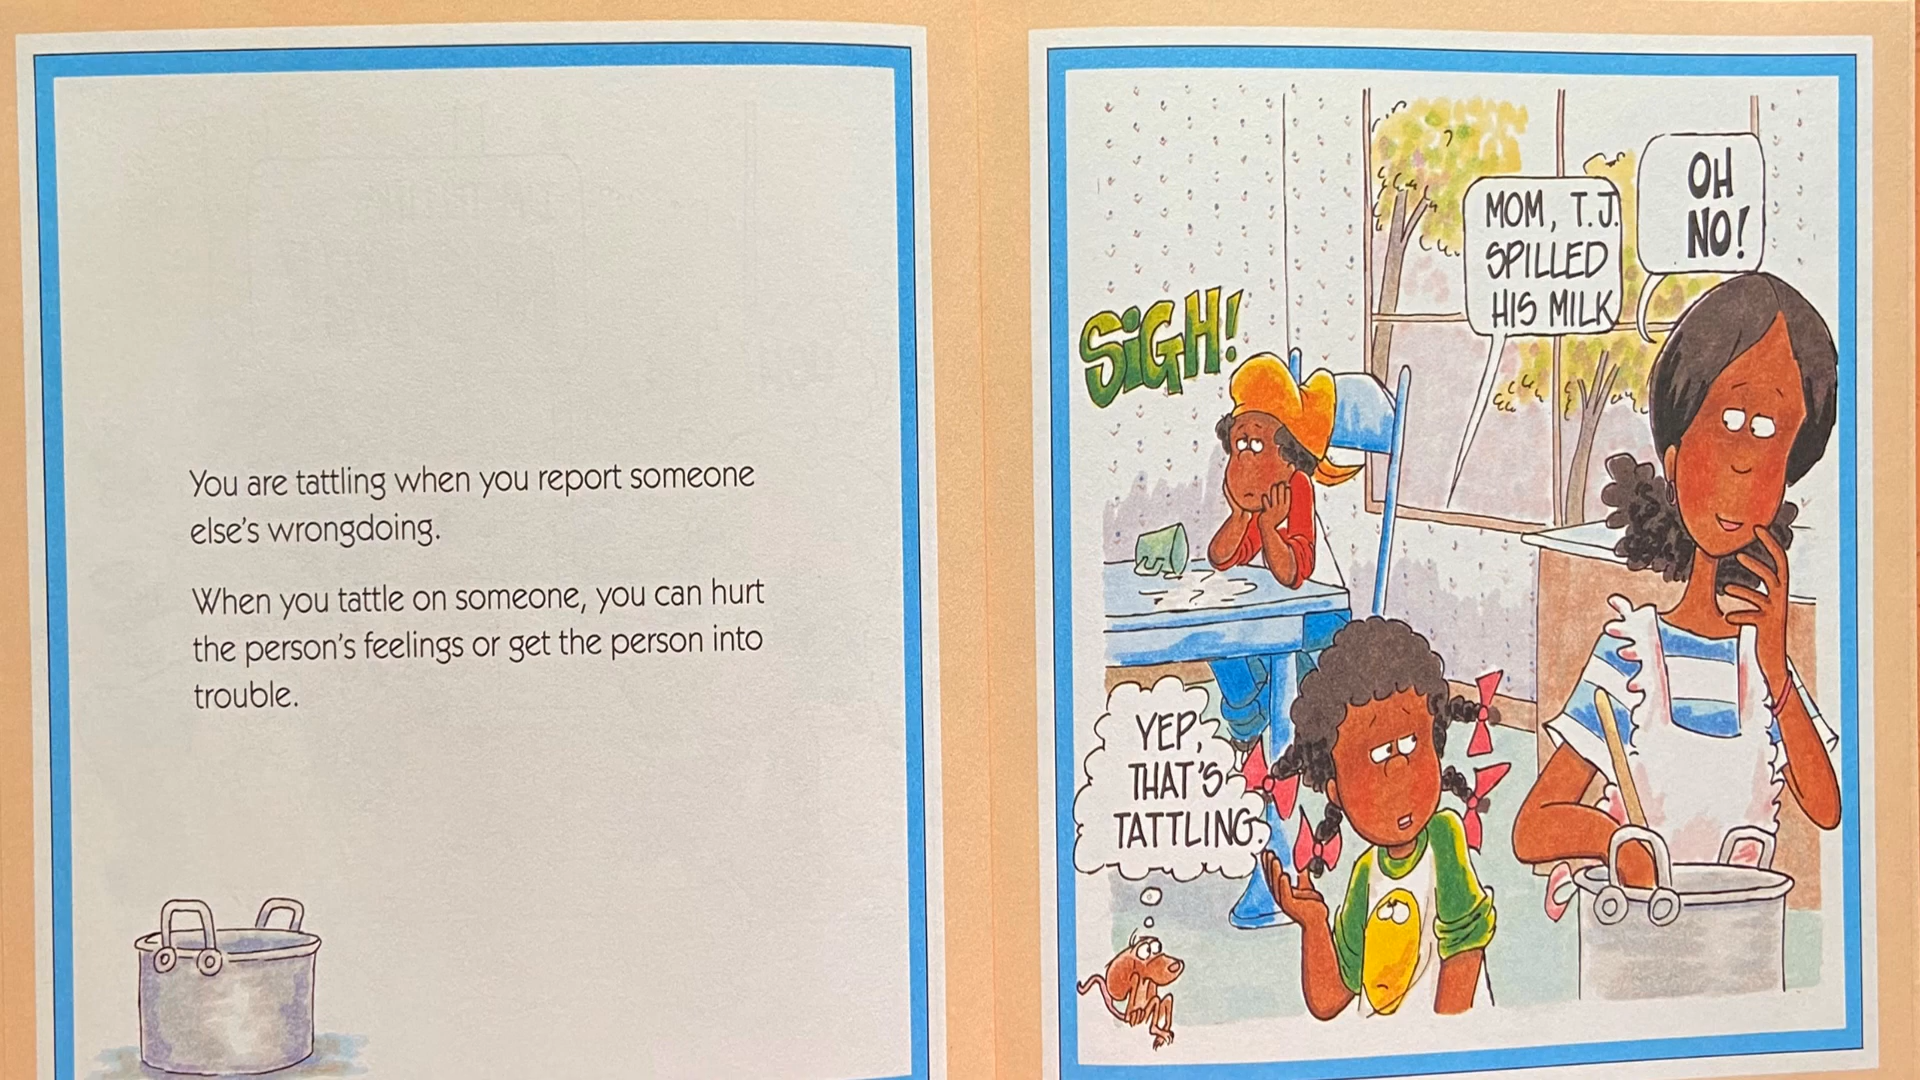 You are tattling when you report someone
else's wrongdoing.
When you tattle on someone, you can hurt
the person's feelings or get the person into
trouble.
SIGH!
MOM, T.J.
SPILLED
HIS MILK
OH
NO!
YEP,
THAT'S
TATTLING.